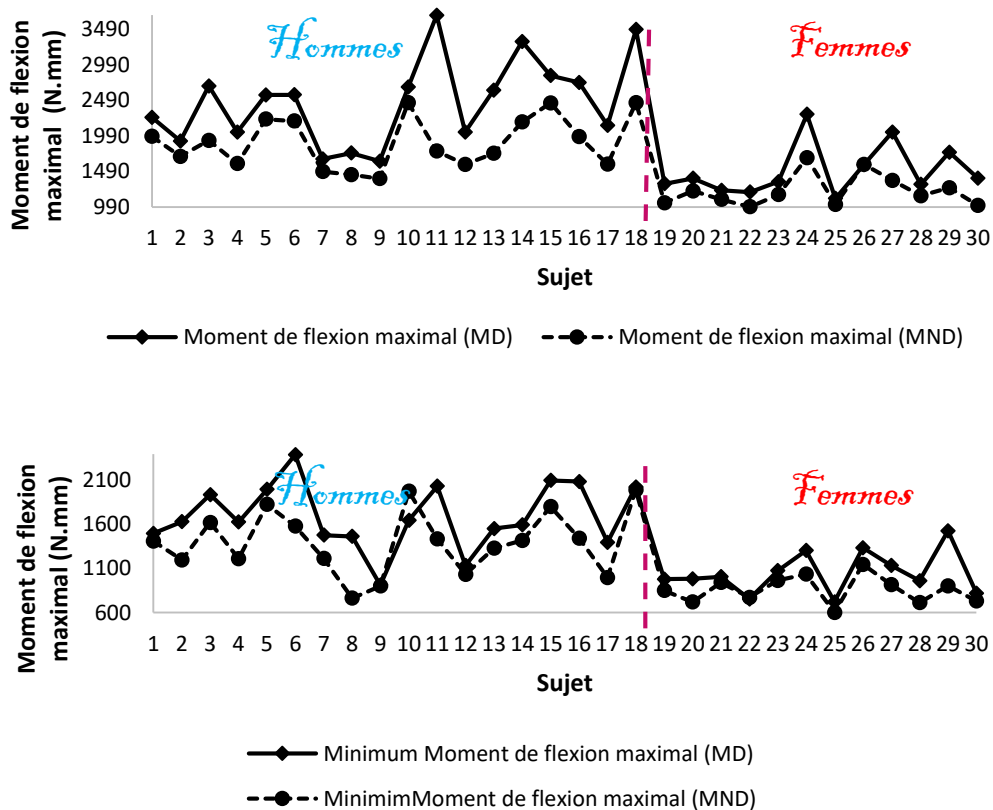 Moment de flexion
maximal (N.mm)
3490
2990
2490
1990
1490
990
Hommes
Femmes
1 2 3 4 5 6 7 8 9 10 11 12 13 14 15 16 17 18 19 20 21 22 23 24 25 26 27 28 29 30
Sujet
Moment de flexion maximal (MD)
Moment de flexion maximal (MND)
Moment de flexion
maximal (N.mm)
2100
1600
1100
600
Hommes
Femmes
1 2 3 4 5 6 7 8 9 10 11 12 13 14 15 16 17 18 19 20 21 22 23 24 25 26 27 28 29 30
Sujet
Minimum Moment de flexion maximal (MD)
MinimimMoment de flexion maximal (MND)